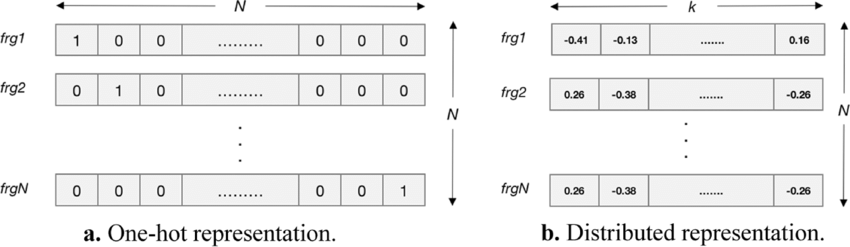 N
k
frg1 1 0 0 ......... 0 0 0
frg1 -0.41 -0.13 ....... 0.16
frg2 0 1 0 ......... 0 0 0 N
frg2 0.26 -0.38 ....... -0.26 N
frgN 0 0 0 ......... 0 0 1
frgN 0.26 -0.38 ....... -0.26
a. One-hot representation.
b. Distributed representation.